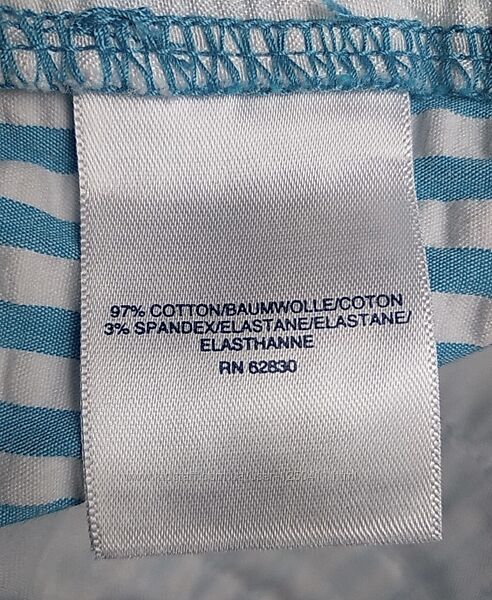 97% COTTON/BAUMWOLLE/COTON
3% SPANDEX/ELASTANE/ELASTANE/
ELASTHANNE
RN 62830